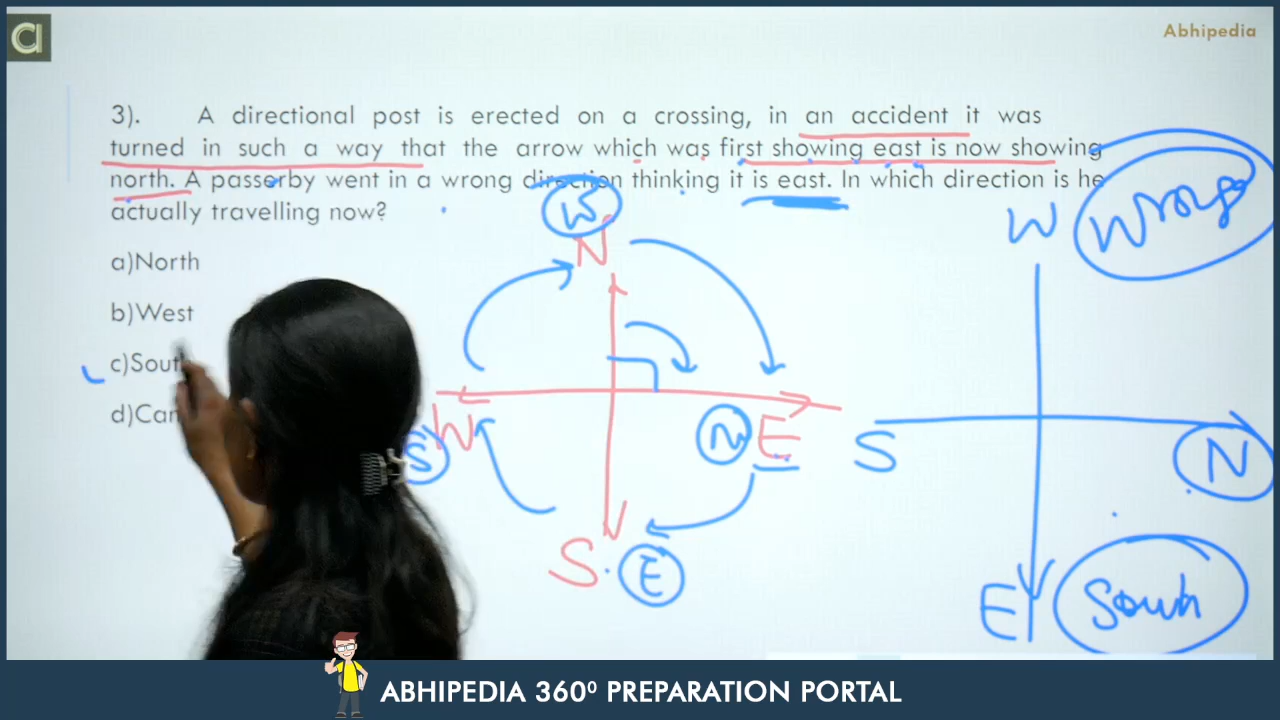 Abhipedia
3). A directional post is erected on a crossing, in an accident it was
turned in such a way that the arrow which was first showing east is now showing
north. A passerby went in a wrong direction thinking it is east. In which direction is he
actually travelling now?
a)North
b)West
c)South
d)Can
W
N
W
S
N
E
S
E
W
Wrong
S
N
E
South
ABHIPEDIA 360⁰ PREPARATION PORTAL